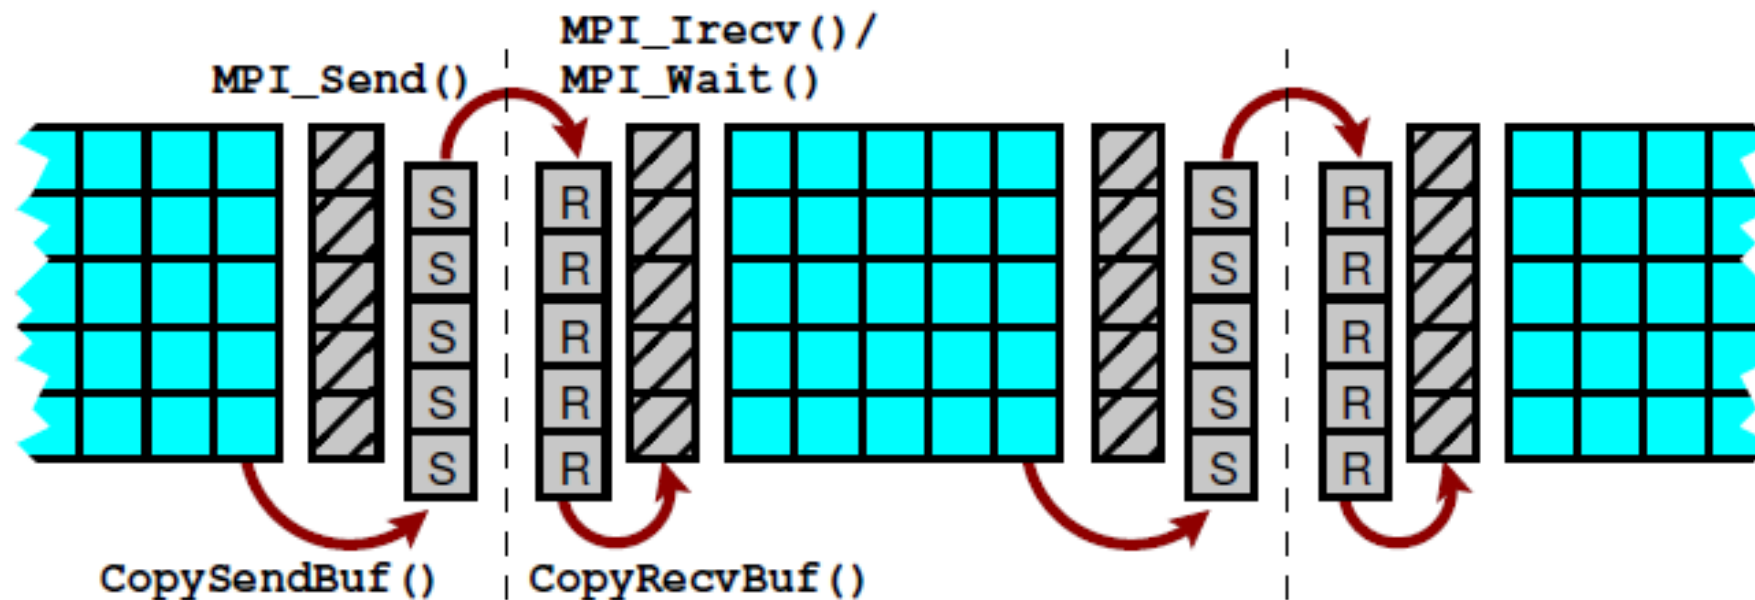 MPI_Irecv()/
MPI_Send() MPI_Wait()
S R S R
S R S R
S R S R
S R S R
S R S R
CopySendBuf() CopyRecvBuf()